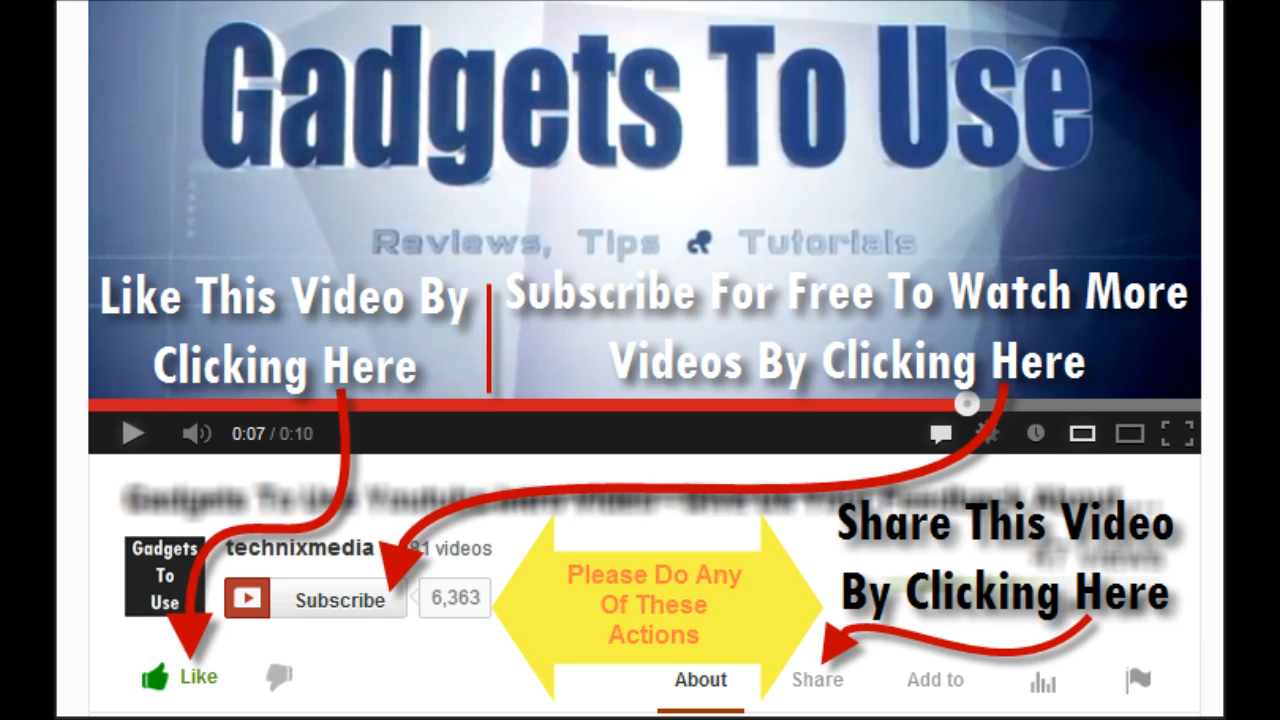 Gadgets To Use
Reviews, Tips & Tutorials
Like This Video By
Clicking Here
Subscribe For Free To Watch More
Videos By Clicking Here
0:07 / 0:10
Share This Video
By Clicking Here
Gadgets
To
Use
technixmedia
81 videos
Subscribe
6,363
Please Do Any
Of These
Actions
Like
About
Share
Add to